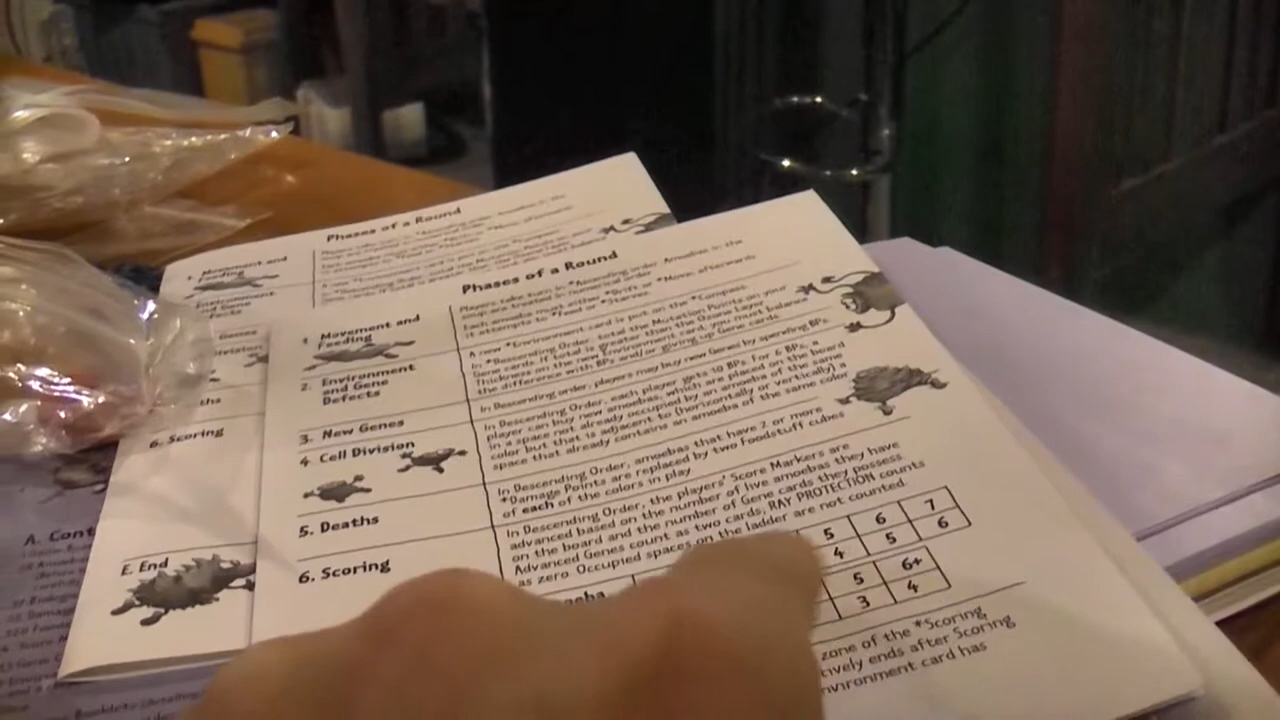 Phases of a Round
1. Movement and
Feeding
Environment
and Gene
Defects
Genes
6. Scoring
E. End
A. Cont
Phases of a Round
1 Movement and
Feeding
Players take turn in *Ascending order. Amoebas in the
soup are treated in numerical order
Each amoeba must either *Drift or *Move; afterwards
it attempts to *Feed or *Starves
2. Environment
and Gene
Defects
A new *Environment card is put on the *Compass.
In *Descending Order, total the Mutation Points on your
Gene cards. If total is greater than the Ozone Layer
Thickness on the new Environment card, you must balance
the difference with BPs and/or giving up Gene cards
3. New Genes
In Descending order, players may buy new Genes by spending BPs
4 Cell Division
In Descending Order, each player gets 10 BPs. For 6 BPs, a
player can buy new amoebas, which are placed on the board
in a space not already occupied by an amoeba of the same
color but that is adjacent to (horizontally or vertically) a
space that already contains an amoeba of the same color
5. Deaths
In Descending Order, amoebas that have 2 or more
*Damage Points are replaced by two Foodstuff cubes
of each of the colors in play
6. Scoring
In Descending Order, the players' Score Markers are
advanced based on the number of live amoebas they have
on the board and the number of Gene cards they possess.
Advanced Genes count as two cards; RAY PROTECTION counts
as zero. Occupied spaces on the ladder are not counted.
5 6 7
4 5 6
5 6+
3 4
zone of the *Scoring
tively ends after Scoring
nvironment card has